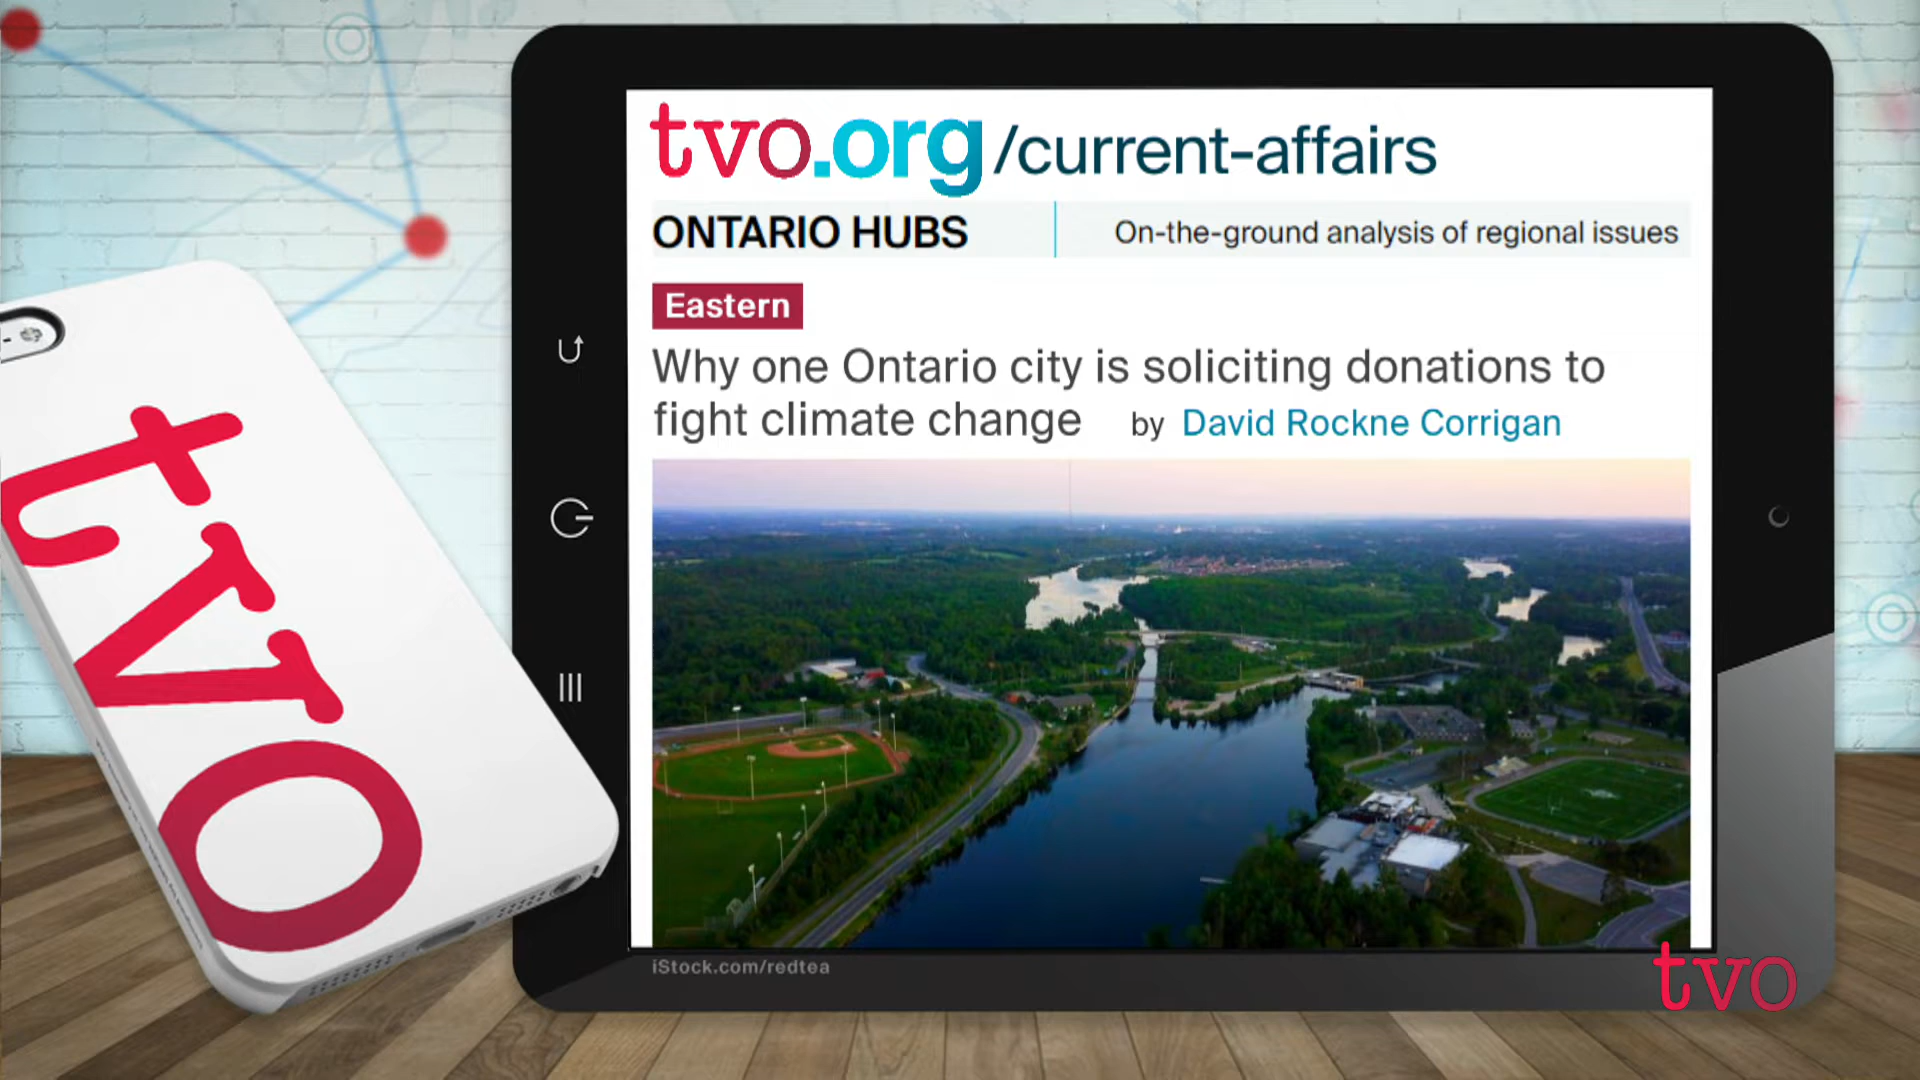 tvo.org/current-affairs
ONTARIO HUBS
On-the-ground analysis of regional issues
Eastern
Why one Ontario city is soliciting donations to
fight climate change by David Rockne Corrigan
iStock.com/redtea
tvo
tvo